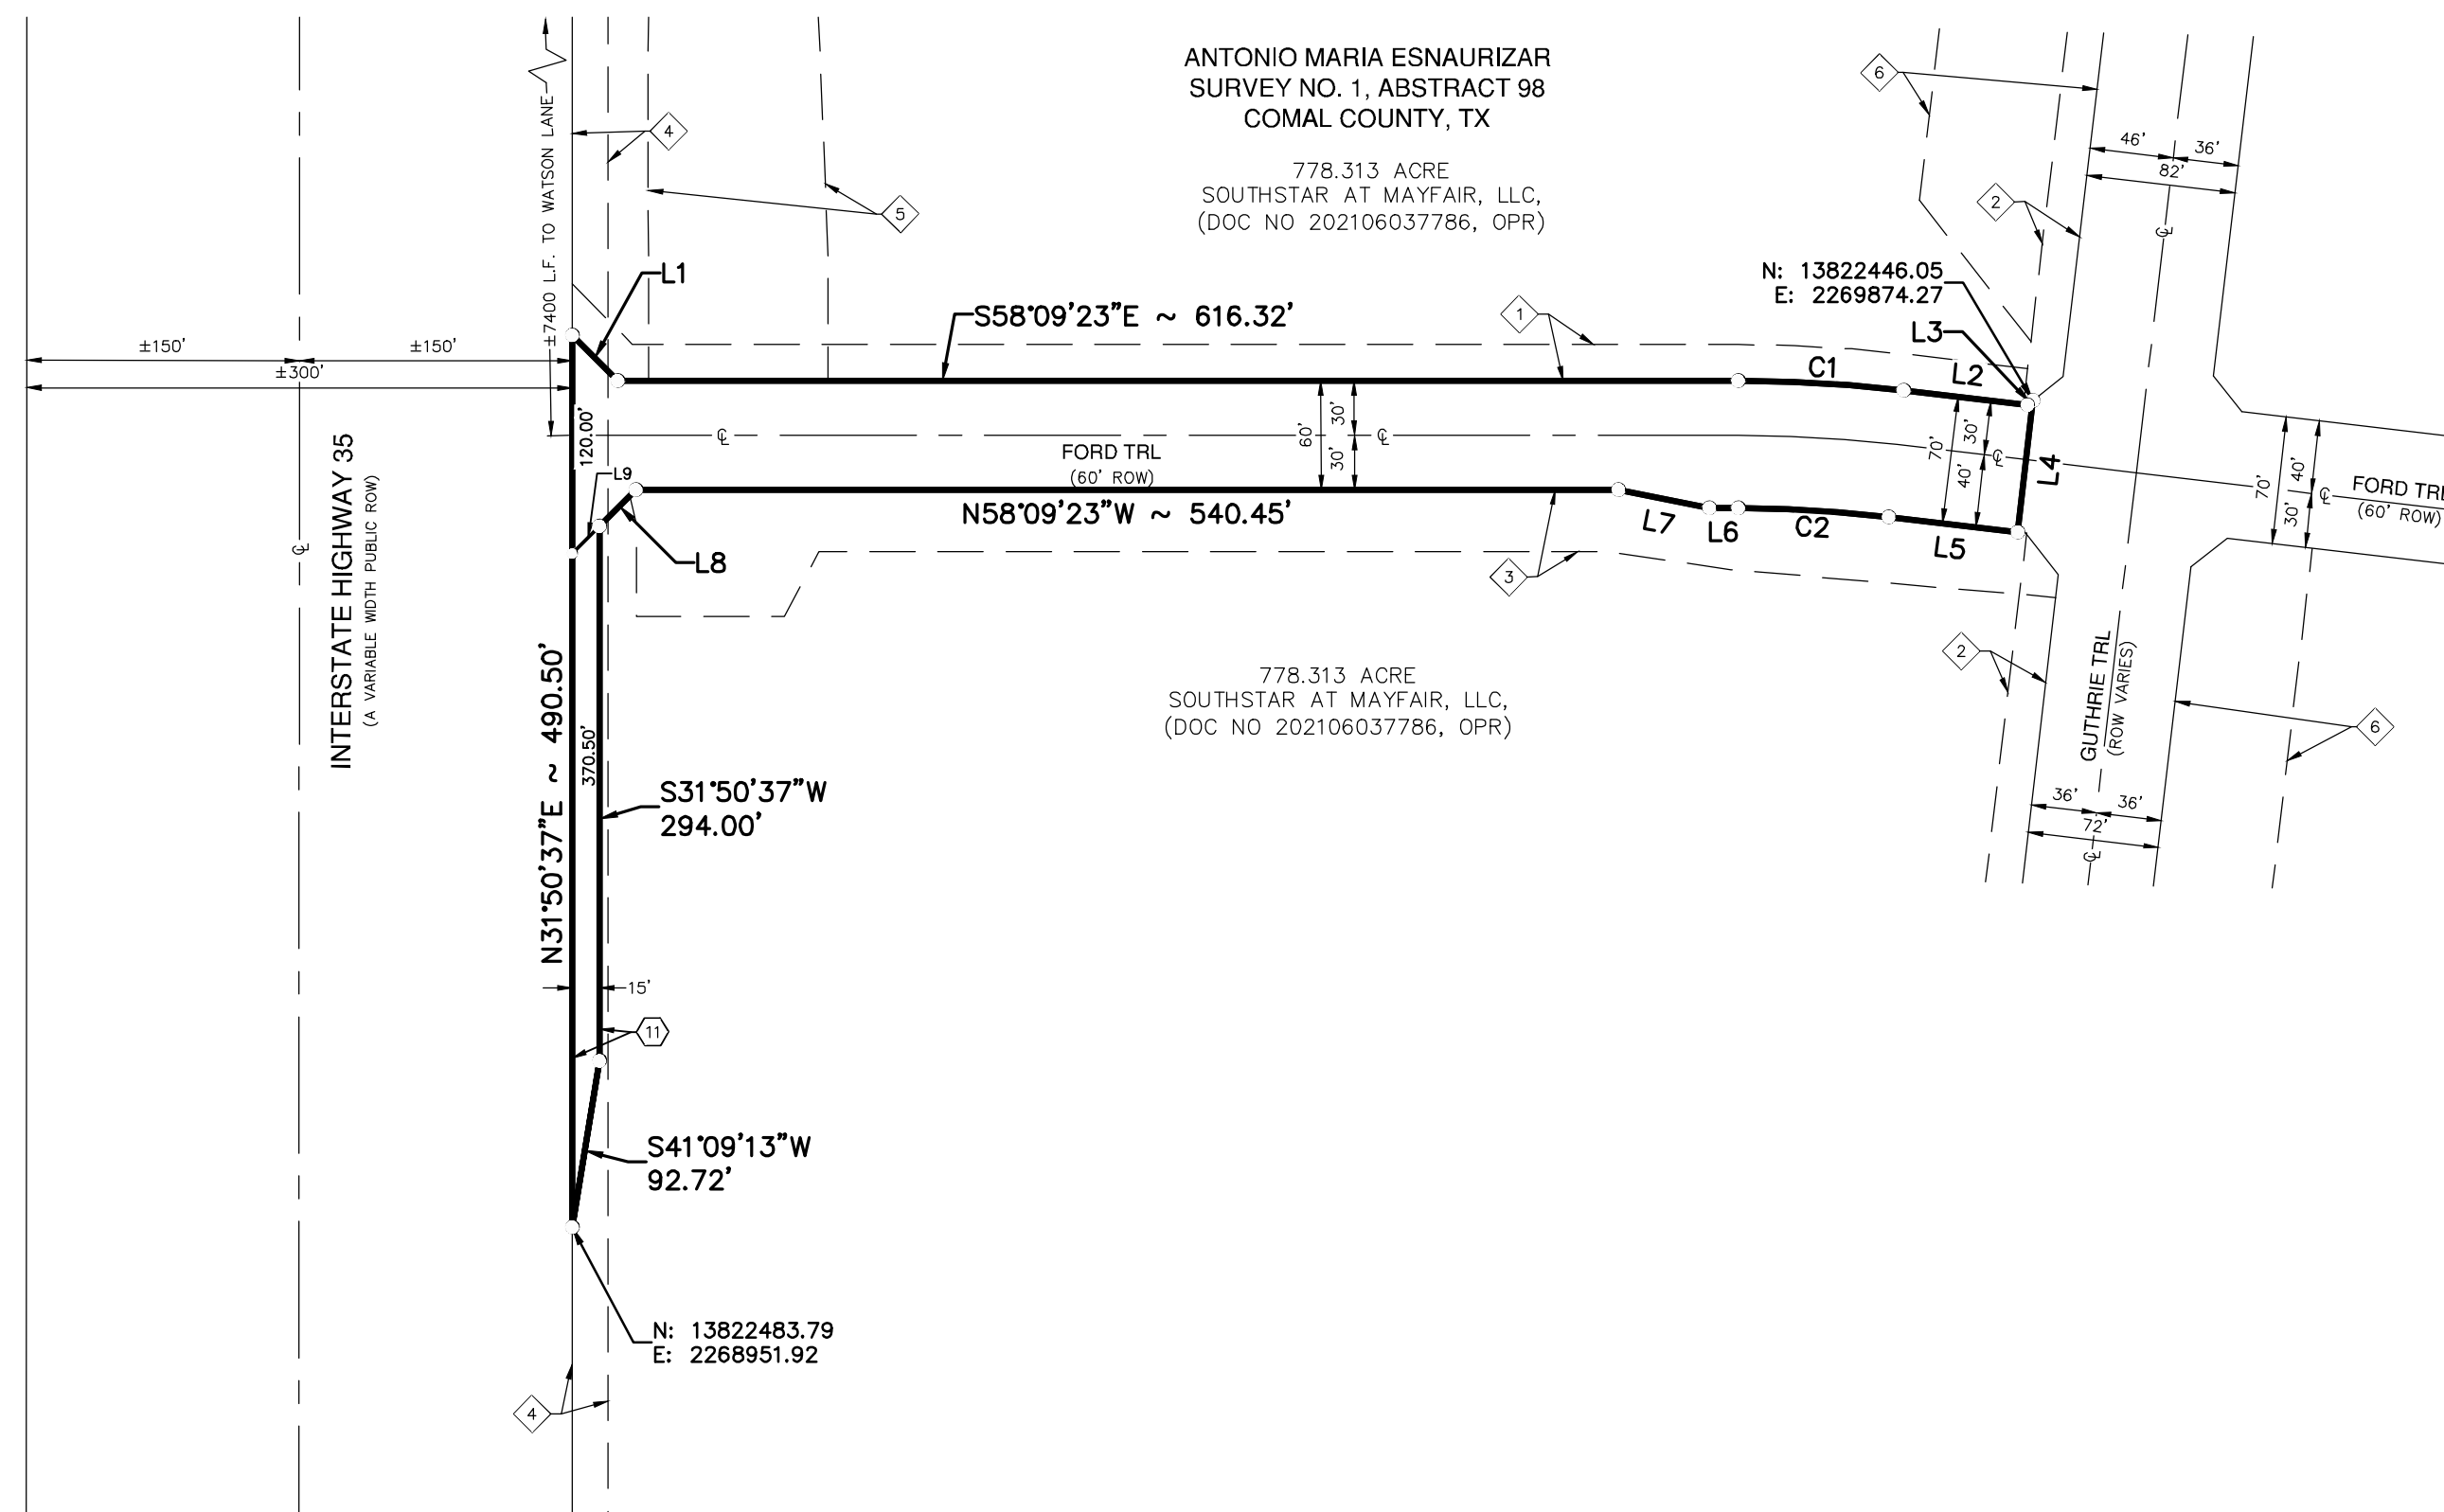 ANTONIO MARIA ESNAURIZAR
SURVEY NO. 1, ABSTRACT 98
COMAL COUNTY, TX
778.313 ACRE
SOUTHSTAR AT MAYFAIR, LLC,
(DOC NO 202106037786, OPR)
±7400 L.F. TO WATSON LANE
4
5
6
2
46'
36'
82'
℄
N: 13822446.05
E: 2269874.27
L1
S58°09'23"E ~ 616.32'
1
L3
±150'
±150'
±300'
C1
L2
120.00'
℄
60'
30'
30'
℄
FORD TRL
(60' ROW)
70'
30'
40'
℄
L4
70'
40'
30'
℄
FORD TRL
(60' ROW)
L9
N58°09'23"W ~ 540.45'
L7
L6
C2
L5
L8
3
℄
INTERSTATE HIGHWAY 35
(A VARIABLE WIDTH PUBLIC ROW)
N31°50'37"E ~ 490.50'
370.50'
778.313 ACRE
SOUTHSTAR AT MAYFAIR, LLC,
(DOC NO 202106037786, OPR)
2
GUTHRIE TRL
(ROW VARIES)
6
S31°50'37"W
294.00'
36'
36'
72'
℄
15'
11
S41°09'13"W
92.72'
N: 13822483.79
E: 2268951.92
4